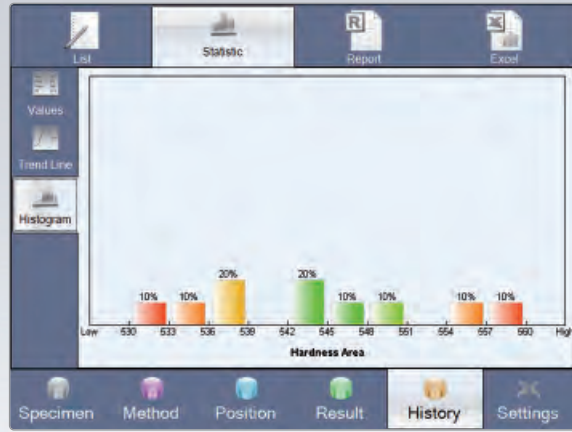 List
Statistic
Report
Excel
Values
Trend Line
Histogram
10% 10% 20% 20% 10% 10% 10% 10%
Low 530 533 536 539 542 545 548 551 554 557 560 High
Hardness Area
Specimen Method Position Result History Settings